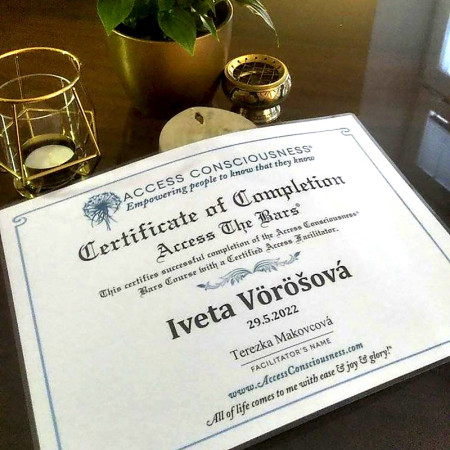 ACCESS CONSCIOUSNESS®
Empowering people to know that they know
Certificate of Completion
Access The Bars®
This certifies successful completion of the Access Consciousness®
Bars Course with a Certified Access Facilitator.
Iveta Vörösšová
29.5.2022
Terezka Makovcová
FACILITATOR'S NAME
www.AccessConsciousness.com
All of life comes to me with ease & joy & glory!®